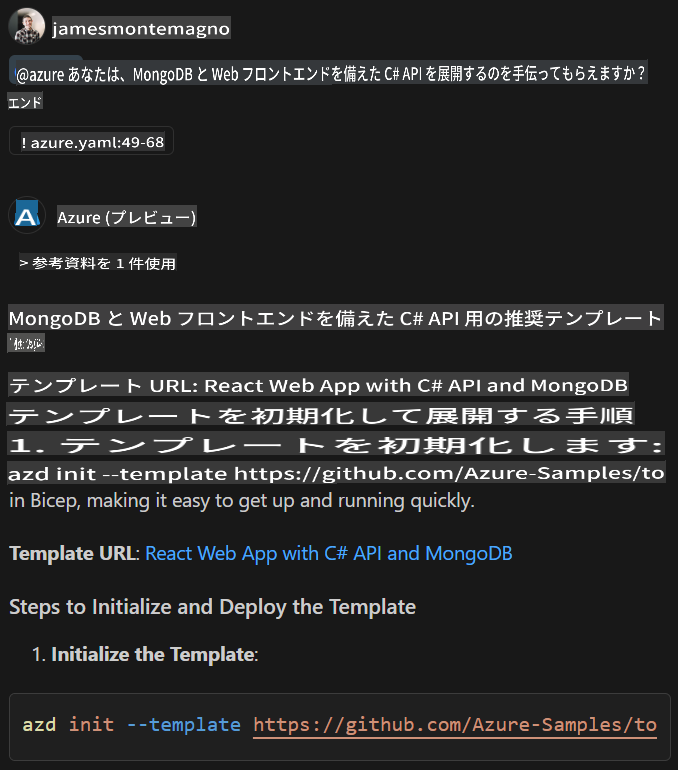 jamesmontemagno
@azure あなたは、MongoDB と Web フロントエンドを備えた C# API を展開するのを手伝ってもらえますか？
エンド
! azure.yaml:49-68
Azure (プレビュー)
> 参考資料を 1 件使用
MongoDB と Web フロントエンドを備えた C# API 用の推奨テンプレート
テンプレート URL: React Web App with C# API and MongoDB
テンプレートを初期化して展開する手順
1. テンプレートを初期化します:
azd init --template https://github.com/Azure-Samples/to
in Bicep, making it easy to get up and running quickly.
Template URL: React Web App with C# API and MongoDB
Steps to Initialize and Deploy the Template
1. Initialize the Template:
azd init --template https://github.com/Azure-Samples/to